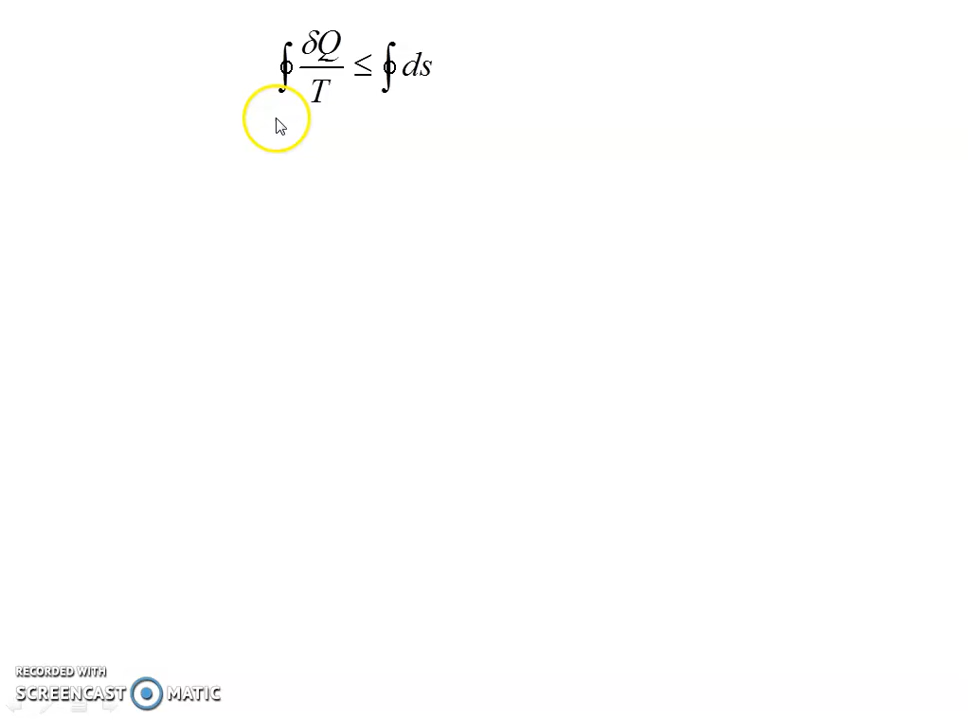 ∮ δQ/T ≤ ∮ ds
RECORDED WITH
SCREENCAST MATIC